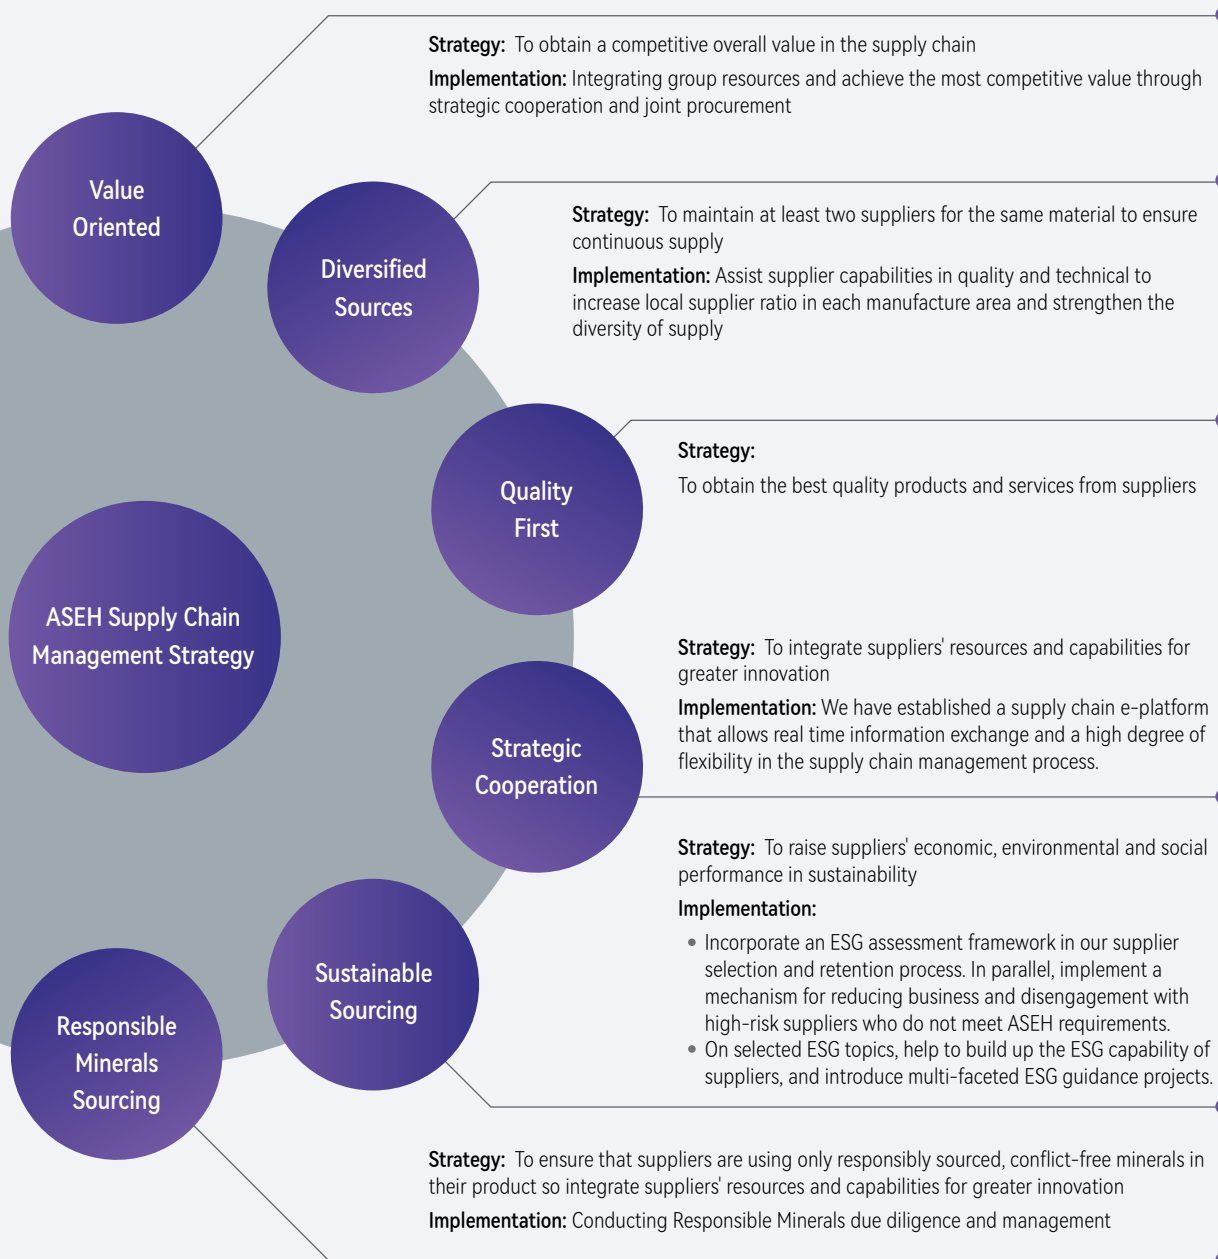 Strategy: To obtain a competitive overall value in the supply chain
Implementation: Integrating group resources and achieve the most competitive value through
strategic cooperation and joint procurement
Value
Oriented
Strategy: To maintain at least two suppliers for the same material to ensure
continuous supply
Implementation: Assist supplier capabilities in quality and technical to
increase local supplier ratio in each manufacture area and strengthen the
diversity of supply
Diversified
Sources
Strategy:
To obtain the best quality products and services from suppliers
Quality
First
ASEH Supply Chain
Management Strategy
Strategy: To integrate suppliers' resources and capabilities for
greater innovation
Implementation: We have established a supply chain e-platform
that allows real time information exchange and a high degree of
flexibility in the supply chain management process.
Strategic
Cooperation
Strategy: To raise suppliers' economic, environmental and social
performance in sustainability
Implementation:
• Incorporate an ESG assessment framework in our supplier
selection and retention process. In parallel, implement a
mechanism for reducing business and disengagement with
high-risk suppliers who do not meet ASEH requirements.
• On selected ESG topics, help to build up the ESG capability of
suppliers, and introduce multi-faceted ESG guidance projects.
Sustainable
Sourcing
Responsible
Minerals
Sourcing
Strategy: To ensure that suppliers are using only responsibly sourced, conflict-free minerals in
their product so integrate suppliers' resources and capabilities for greater innovation
Implementation: Conducting Responsible Minerals due diligence and management